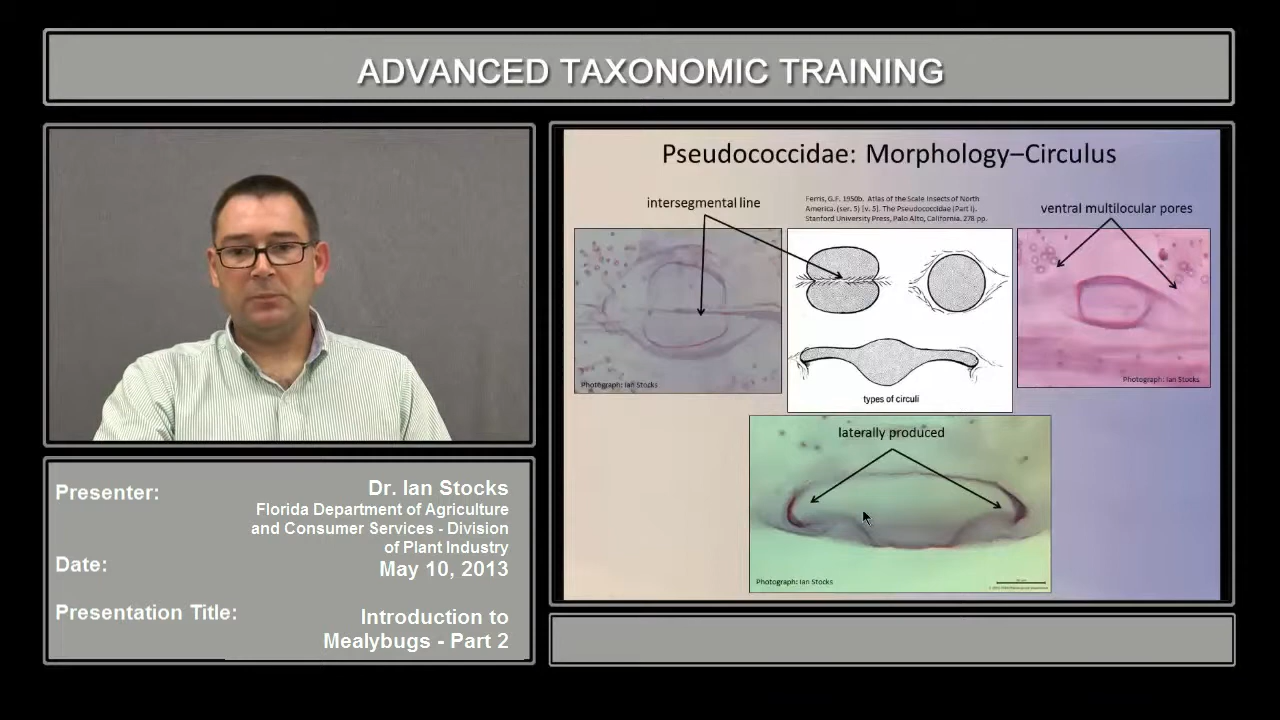 ADVANCED TAXONOMIC TRAINING
Presenter:
Dr. Ian Stocks
Florida Department of Agriculture
and Consumer Services - Division
of Plant Industry
Date:
May 10, 2013
Presentation Title:
Introduction to
Mealybugs - Part 2
Pseudococcidae: Morphology–Circulus
intersegmental line
Ferris, G.F. 1950b. Atlas of the Scale Insects of North
America. (ser. 5) [v. 5]. The Pseudococcidae (Part I).
Stanford University Press, Palo Alto, California. 278 pp.
ventral multilocular pores
Photograph: Ian Stocks
types of circuli
Photograph: Ian Stocks
laterally produced
Photograph: Ian Stocks